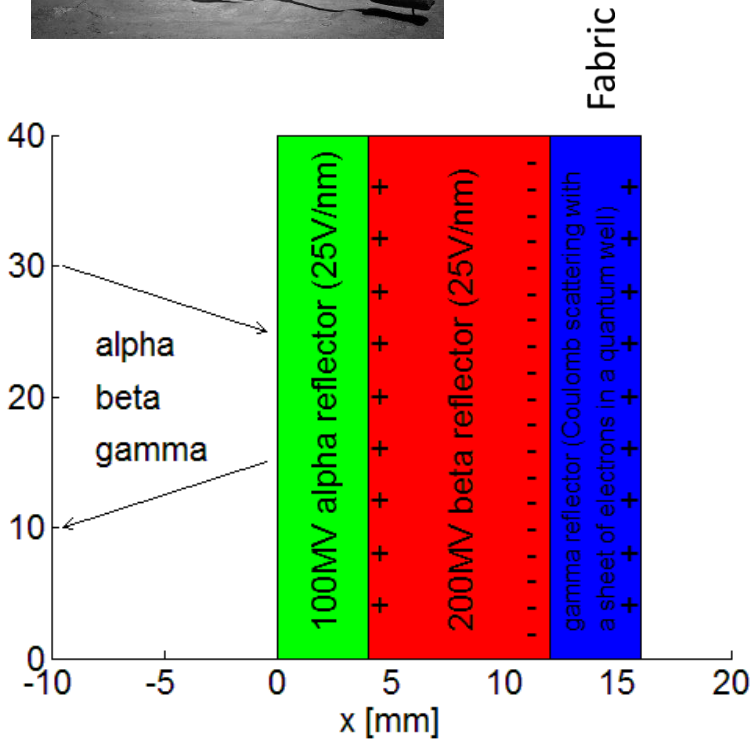 Fabric
40
30
20
10
0
alpha
beta
gamma
100MV alpha reflector (25V/nm)
200MV beta reflector (25V/nm)
gamma reflector (Coulomb scattering with
a sheet of electrons in a quantum well)
+ + + + + + + + +
- - - - - - - - - - - - - - - - - - -
+ + + + + + + + +
-10 -5 0 5 10 15 20
x [mm]